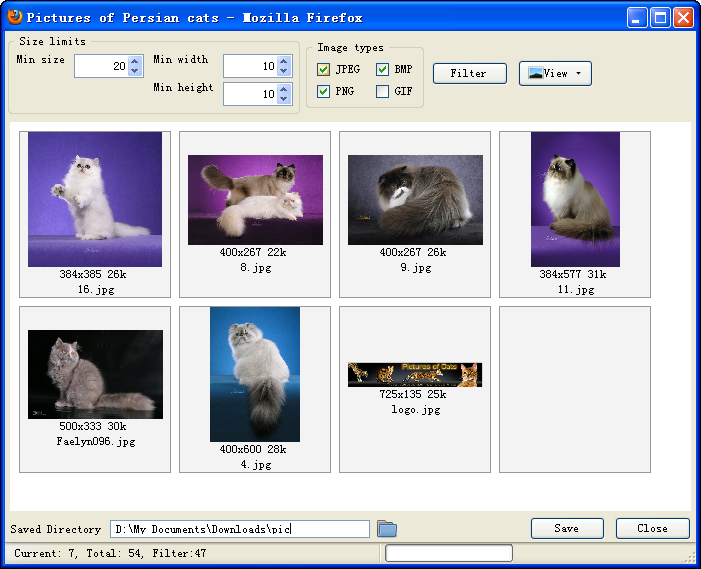 Pictures of Persian cats - Mozilla Firefox
Size limits
Min size 20 Min width 10
Min height 10
Image types
JPEG BMP
PNG GIF
Filter
View
384x385 26k
16.jpg
400x267 22k
8.jpg
400x267 26k
9.jpg
384x577 31k
11.jpg
500x333 30k
Faelyn096.jpg
400x600 28k
4.jpg
Pictures of Cats
725x135 25k
logo.jpg
Saved Directory D:\My Documents\Downloads\pic
Save
Close
Current: 7, Total: 54, Filter:47